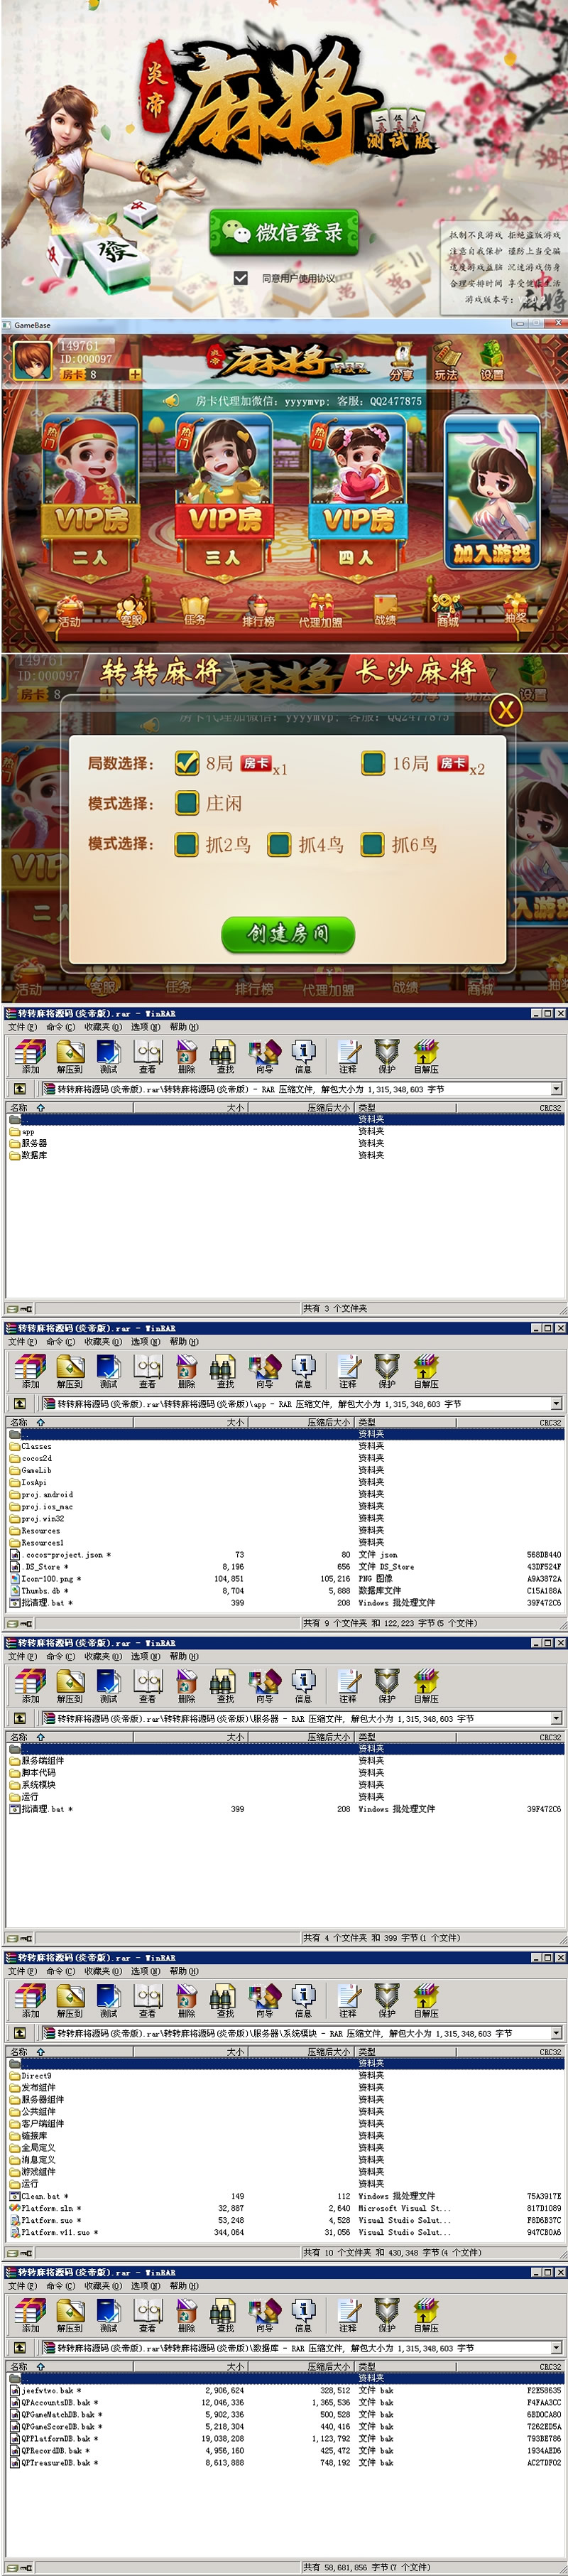 炎帝
麻将
二 伍 八
测试版
發
微信登录
同意用户使用协议
抵制不良游戏 拒绝盗版游戏
注意自我保护 谨防上当受骗
适度游戏益脑 沉迷游戏伤身
合理安排时间 享受健康生活
游戏版本号:
GameBase
149761
ID:000097
房卡 8
炎帝 麻将 测试版
分享 玩法 设置
房卡代理加微信: yyyymvp; 客服: QQ2477875
热门 热门 热门
VIP房 VIP房 VIP房
二人 三人 四人 加入游戏
活动 客服 任务 排行榜 代理加盟 战绩 商城 抽奖
149761
ID:000097
房卡 8
转转麻将 长沙麻将
分享 玩法 设置
房卡代理加微信: yyyymvp; 客服: QQ2477875
X
局数选择: 8局 房卡 x1 16局 房卡 x2
模式选择: 庄闲
模式选择: 抓2鸟 抓4鸟 抓6鸟
创建房间
活动 客服 任务 排行榜 代理加盟 战绩 商城 抽奖
转转麻将源码(炎帝版).rar - WinRAR
文件(F) 命令(C) 收藏夹(O) 选项(N) 帮助(H)
添加 解压到 测试 查看 删除 查找 向导 信息 注释 保护 自解压
转转麻将源码(炎帝版).rar\转转麻将源码(炎帝版) - RAR 压缩文件, 解包大小为 1,315,348,603 字节
名称 大小 压缩后大小 类型 CRC32
.. 资料夹
app 资料夹
服务器 资料夹
数据库 资料夹
共有 3 个文件夹
转转麻将源码(炎帝版).rar - WinRAR
文件(F) 命令(C) 收藏夹(O) 选项(N) 帮助(H)
添加 解压到 测试 查看 删除 查找 向导 信息 注释 保护 自解压
转转麻将源码(炎帝版).rar\转转麻将源码(炎帝版)\app - RAR 压缩文件, 解包大小为 1,315,348,603 字节
名称 大小 压缩后大小 类型 CRC32
.. 资料夹
Classes 资料夹
cocos2d 资料夹
GameLib 资料夹
IosApi 资料夹
proj.android 资料夹
proj.ios_mac 资料夹
proj.win32 资料夹
Resources 资料夹
Resources1 资料夹
.cocos-project.json * 73 80 文件 json 568DB440
.DS_Store * 8,196 656 文件 DS_Store 43DF524F
Icon-100.png * 104,851 105,216 PNG 图像 A9A3872A
Thumbs.db * 8,704 5,888 数据库文件 C15A188A
批清理.bat * 399 208 Windows 批处理文件 39F472C6
共有 9 个文件夹 和 122,223 字节(5 个文件)
转转麻将源码(炎帝版).rar - WinRAR
文件(F) 命令(C) 收藏夹(O) 选项(N) 帮助(H)
添加 解压到 测试 查看 删除 查找 向导 信息 注释 保护 自解压
转转麻将源码(炎帝版).rar\转转麻将源码(炎帝版)\服务器 - RAR 压缩文件, 解包大小为 1,315,348,603 字节
名称 大小 压缩后大小 类型 CRC32
.. 资料夹
服务端组件 资料夹
脚本代码 资料夹
系统模块 资料夹
运行 资料夹
批清理.bat * 399 208 Windows 批处理文件 39F472C6
共有 4 个文件夹 和 399 字节(1 个文件)
转转麻将源码(炎帝版).rar - WinRAR
文件(F) 命令(C) 收藏夹(O) 选项(N) 帮助(H)
添加 解压到 测试 查看 删除 查找 向导 信息 注释 保护 自解压
转转麻将源码(炎帝版).rar\转转麻将源码(炎帝版)\服务器\系统模块 - RAR 压缩文件, 解包大小为 1,315,348,603 字节
名称 大小 压缩后大小 类型 CRC32
.. 资料夹
Direct9 资料夹
发布组件 资料夹
服务器组件 资料夹
公共组件 资料夹
客户端组件 资料夹
链接库 资料夹
全局定义 资料夹
消息定义 资料夹
游戏组件 资料夹
运行 资料夹
Clean.bat * 149 112 Windows 批处理文件 75A3917E
Platform.sln * 32,887 2,640 Microsoft Visual St... 817D1089
Platform.suo * 53,248 4,528 Visual Studio Solut... F8D6B37C
Platform.v11.suo * 344,064 31,056 Visual Studio Solut... 947CB0A6
共有 10 个文件夹 和 430,348 字节(4 个文件)
转转麻将源码(炎帝版).rar - WinRAR
文件(F) 命令(C) 收藏夹(O) 选项(N) 帮助(H)
添加 解压到 测试 查看 删除 查找 向导 信息 注释 保护 自解压
转转麻将源码(炎帝版).rar\转转麻将源码(炎帝版)\数据库 - RAR 压缩文件, 解包大小为 1,315,348,603 字节
名称 大小 压缩后大小 类型 CRC32
.. 资料夹
jeefwtwo.bak * 2,906,624 328,512 文件 bak F2E58635
QPAccountsDB.bak * 12,046,336 1,365,536 文件 bak F4FAA3CC
QPGameMatchDB.bak * 5,902,336 500,528 文件 bak 6BD0CA80
QPGameScoreDB.bak * 5,218,304 440,416 文件 bak 7262ED5A
QPPlatformDB.bak * 19,038,208 1,123,792 文件 bak 793BE786
QPRecordDB.bak * 4,956,160 425,472 文件 bak 1934AED6
QPTreasureDB.bak * 8,613,888 748,192 文件 bak AC27DF02
共有 58,681,856 字节(7 个文件)